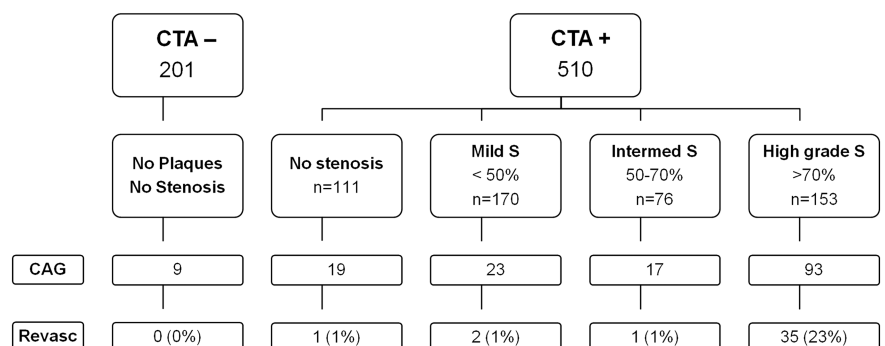 CTA –
201
CTA +
510
No Plaques
No Stenosis
No stenosis
n=111
Mild S
< 50%
n=170
Intermed S
50-70%
n=76
High grade S
>70%
n=153
CAG
9
19
23
17
93
Revasc
0 (0%)
1 (1%)
2 (1%)
1 (1%)
35 (23%)